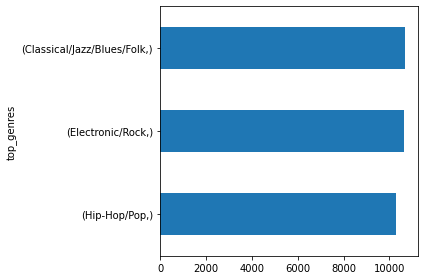 (Classical/Jazz/Blues/Folk,)
(Electronic/Rock,)
(Hip-Hop/Pop,)
top_genres
0 2000 4000 6000 8000 10000